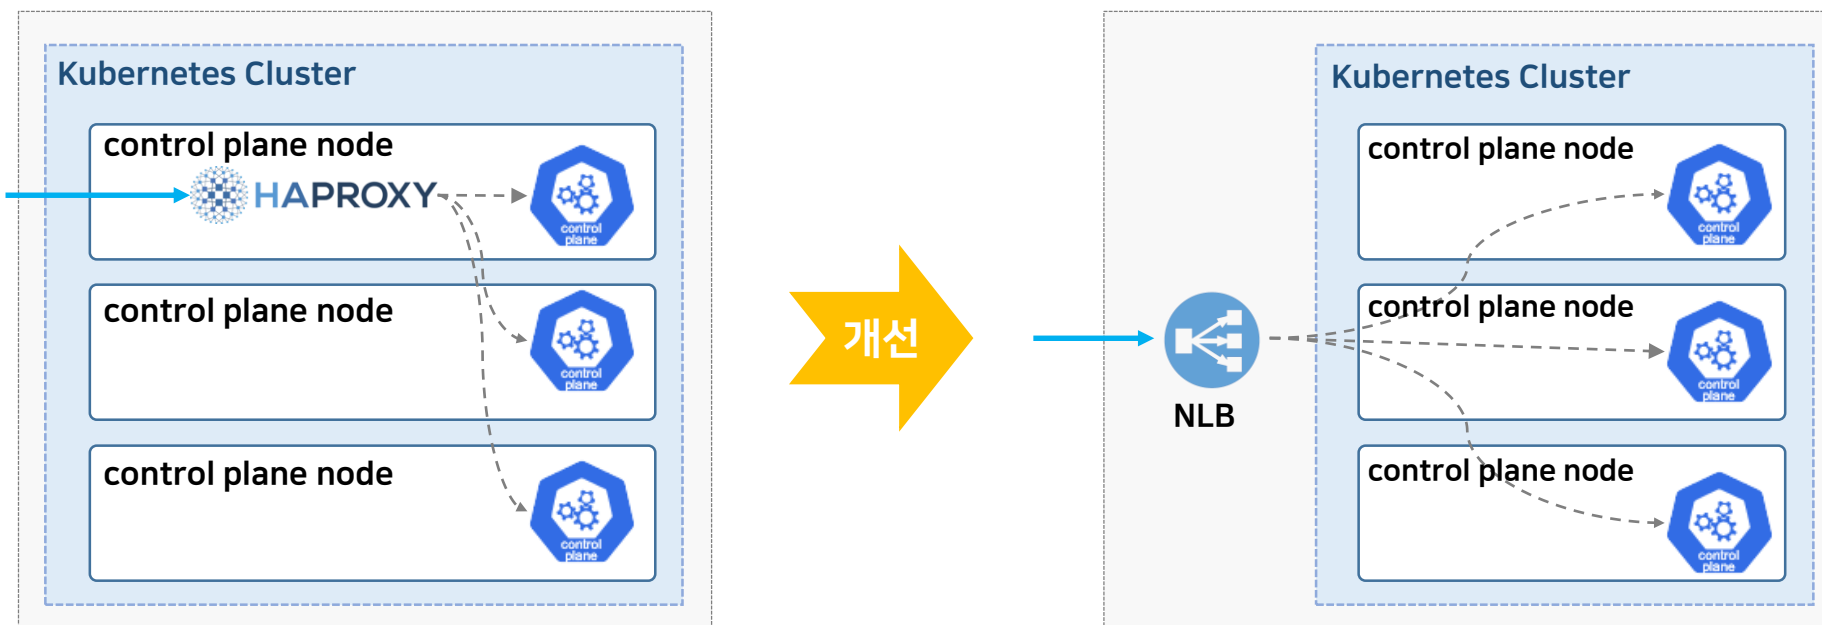 Kubernetes Cluster
control plane node
HAPROXY
control
plane
control plane node
control
plane
control plane node
control
plane
개선
NLB
Kubernetes Cluster
control plane node
control
plane
control plane node
control
plane
control plane node
control
plane